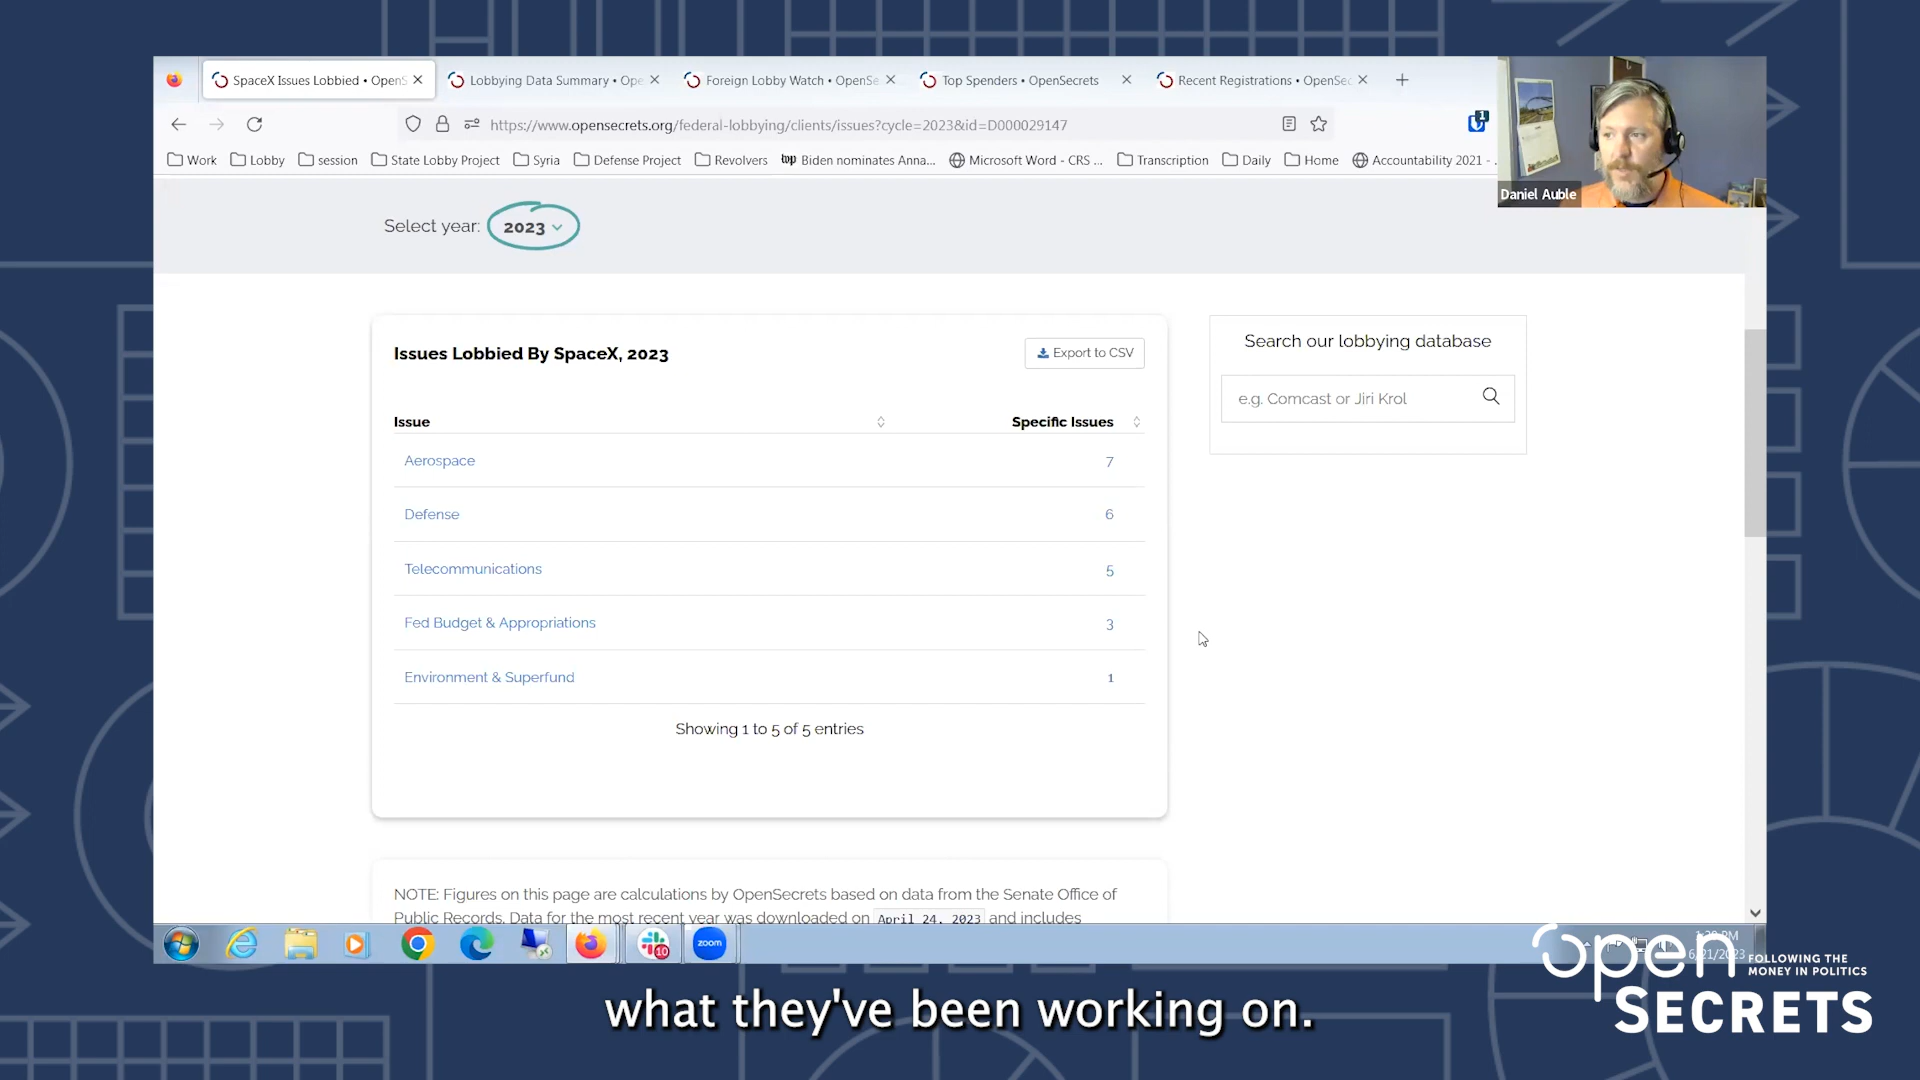 SpaceX Issues Lobbied • OpenS
Lobbying Data Summary • Ope
Foreign Lobby Watch • OpenSe
Top Spenders • OpenSecrets
Recent Registrations • OpenSec
https://www.opensecrets.org/federal-lobbying/clients/issues?cycle=2023&id=D000029147
1
Work
Lobby
session
State Lobby Project
Syria
Defense Project
Revolvers
top Biden nominates Anna...
Microsoft Word - CRS ...
Transcription
Daily
Home
Accountability 2021 - .
Daniel Auble
Select year: 2023
Issues Lobbied By SpaceX, 2023
Export to CSV
Search our lobbying database
e.g. Comcast or Jiri Krol
Issue Specific Issues
Aerospace 7
Defense 6
Telecommunications 5
Fed Budget & Appropriations 3
Environment & Superfund 1
Showing 1 to 5 of 5 entries
NOTE: Figures on this page are calculations by OpenSecrets based on data from the Senate Office of
Public Records. Data for the most recent year was downloaded on April 24, 2023 and includes
10
zoom
6/21/2023
open
FOLLOWING THE
MONEY IN POLITICS
SECRETS
what they've been working on.